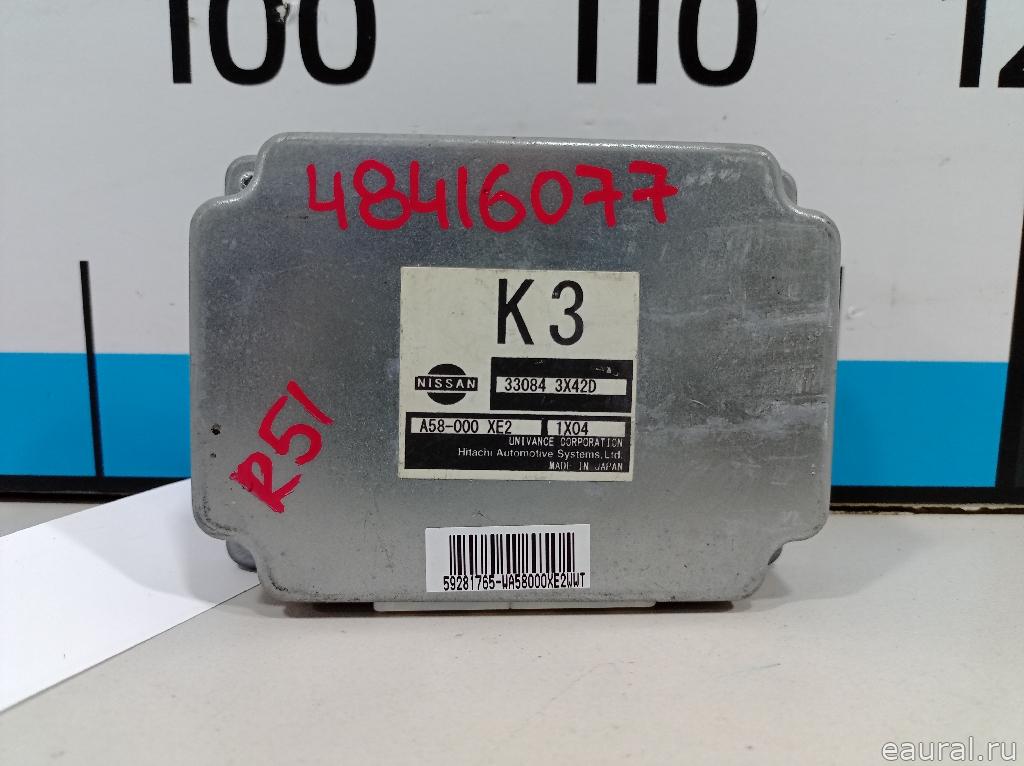 100 110
48416077
K3
NISSAN
33084 3X42D
A58-000 XE2 1X04
UNIVANCE CORPORATION
Hitachi Automotive Systems,Ltd.
MADE IN JAPAN
R51
59281765-WA58000XE2WWT
eaural.ru